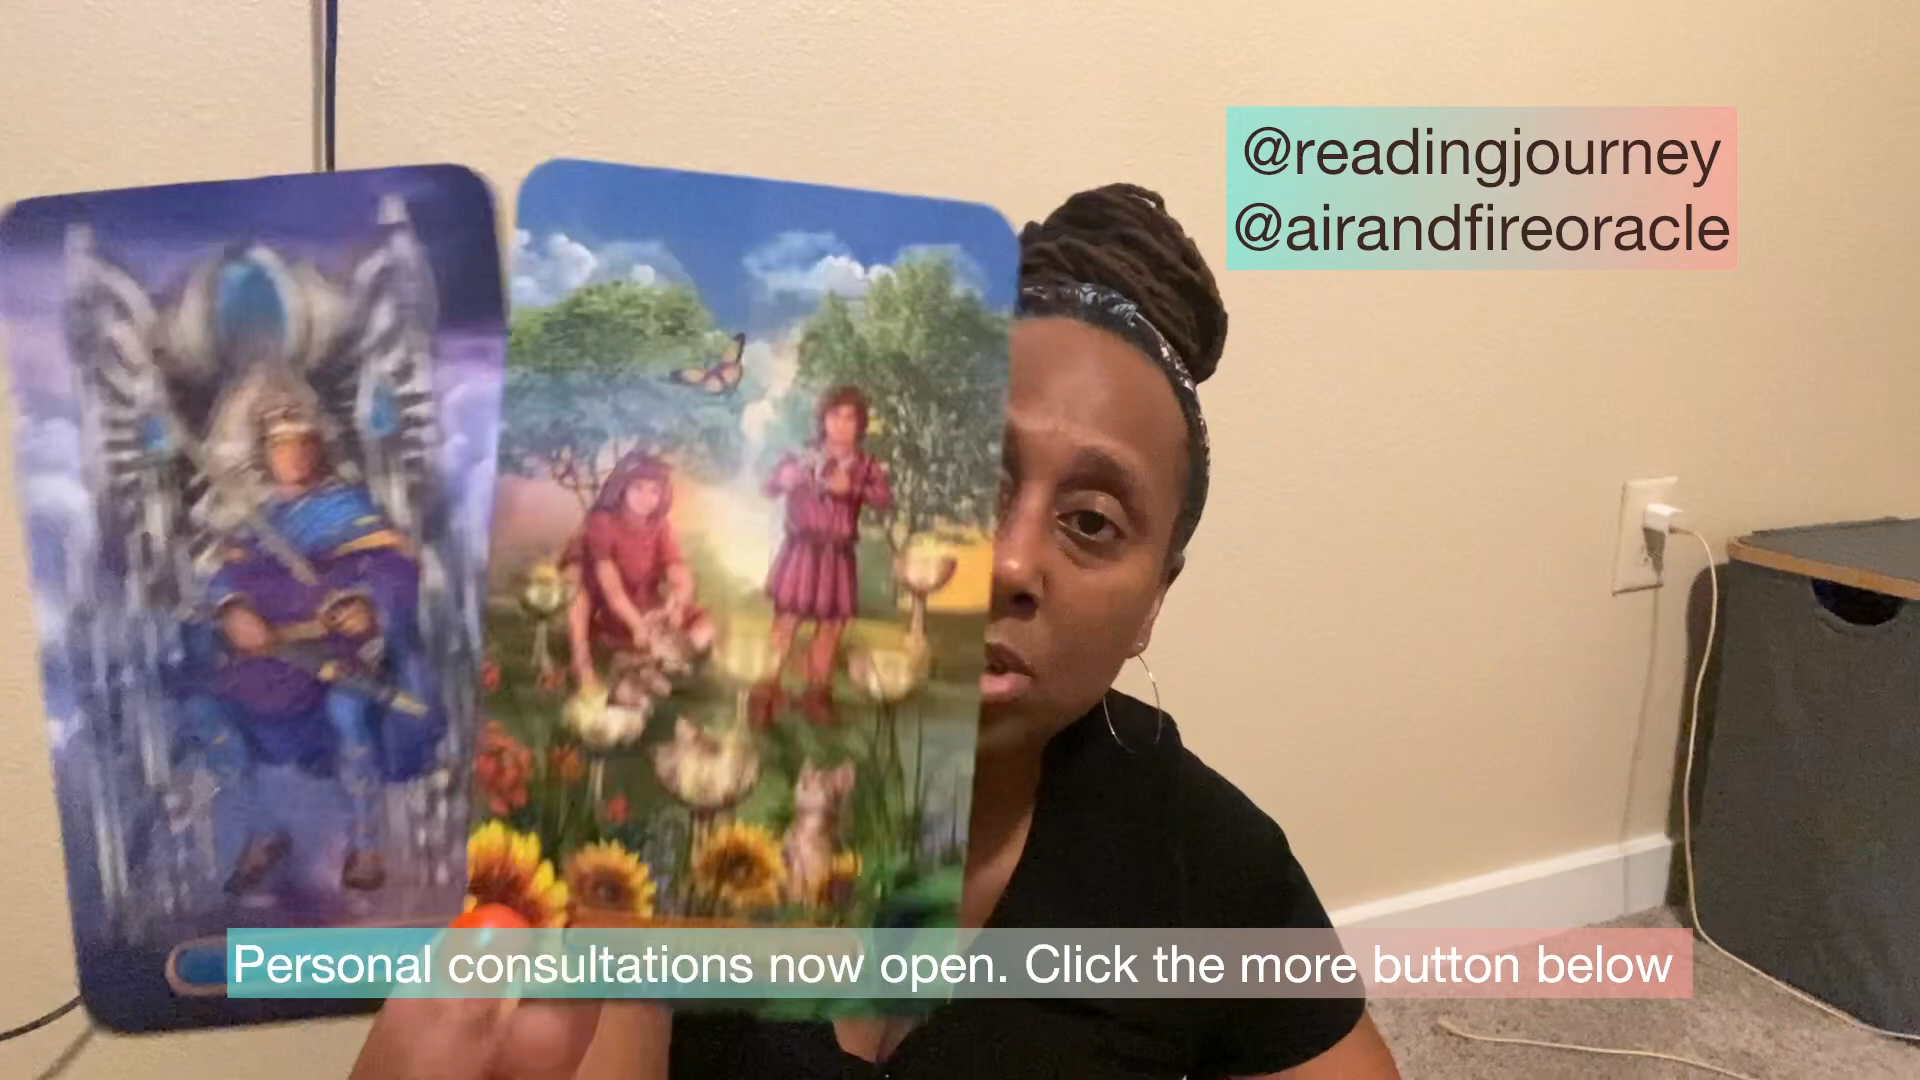 @readingjourney
@airandfireoracle
Personal consultations now open. Click the more button below